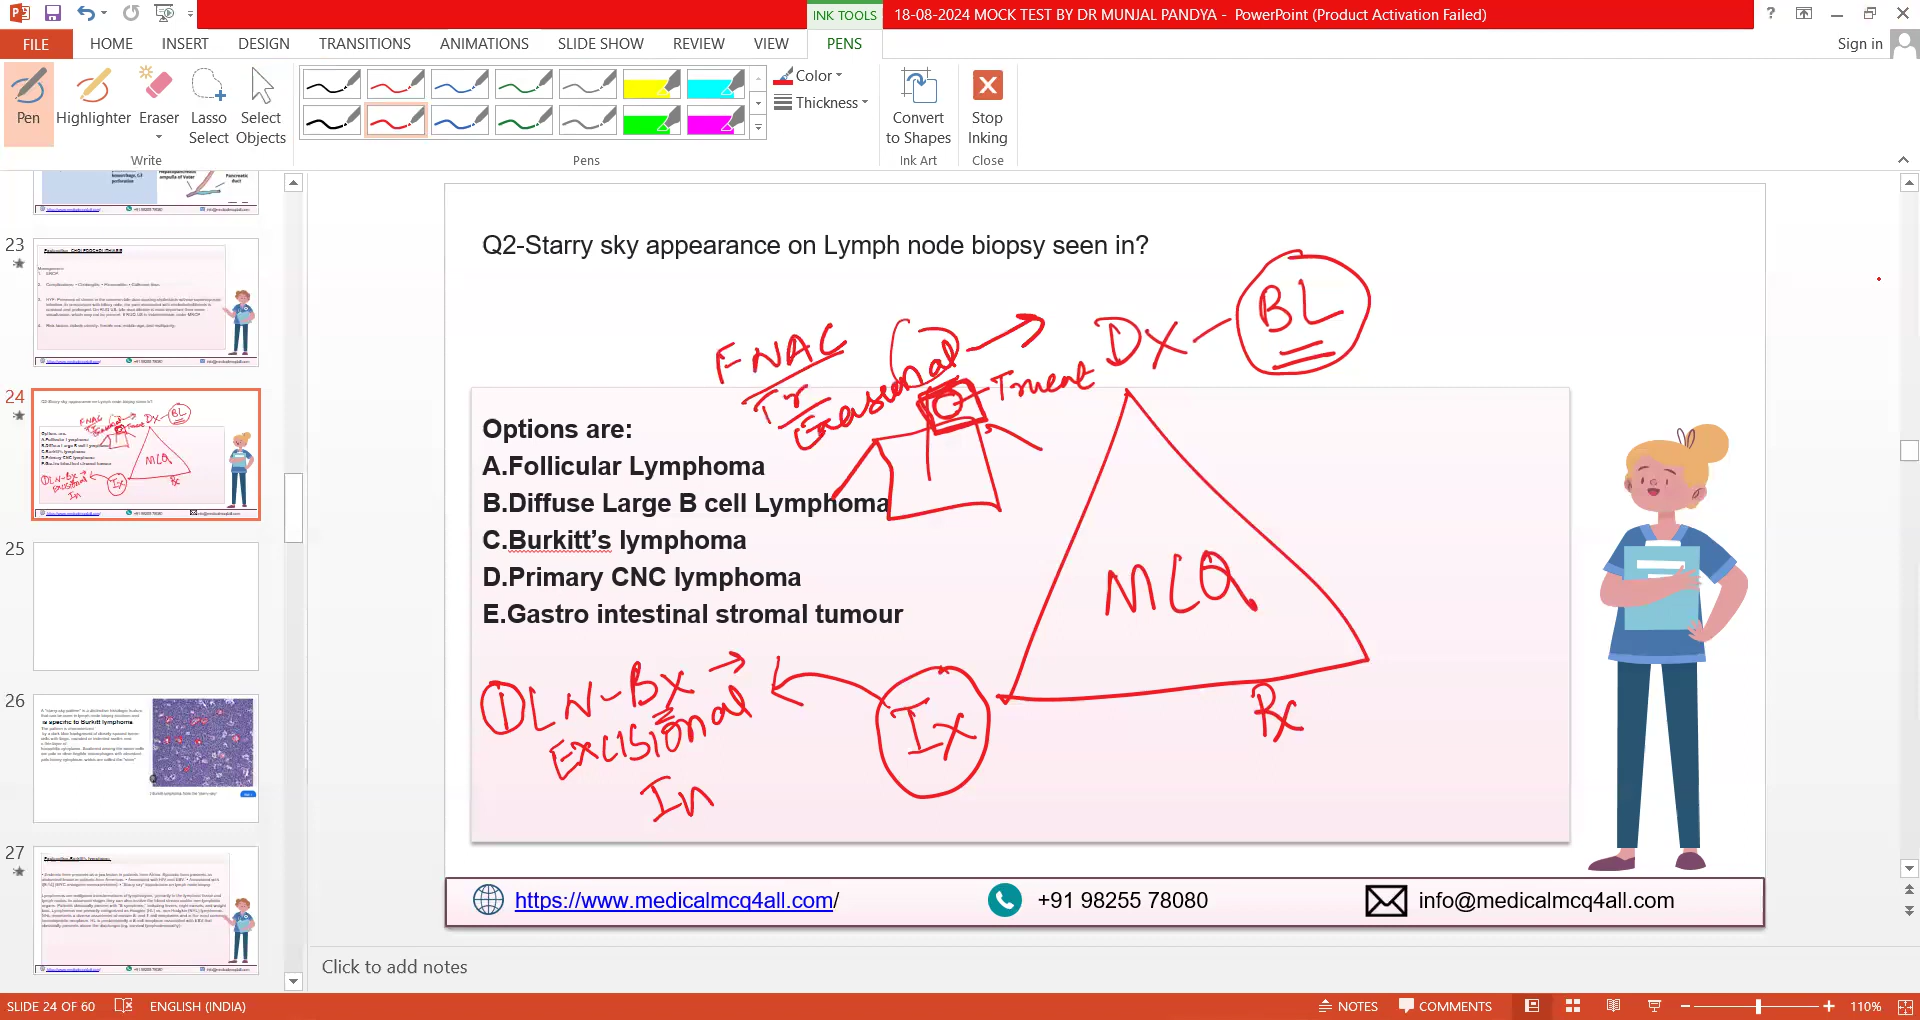 18-08-2024 MOCK TEST BY DR MUNJAL PANDYA - PowerPoint (Product Activation Failed)
INK TOOLS
FILE HOME INSERT DESIGN TRANSITIONS ANIMATIONS SLIDE SHOW REVIEW VIEW PENS
Sign in
Pen Highlighter Eraser Lasso Select Select Objects
Color
Thickness
Convert to Shapes
Stop Inking
Write Pens Ink Art Close
23
24
25
26
27
Q2-Starry sky appearance on Lymph node biopsy seen in?
BL
DX
FNAC
Tr
Options are:
A.Follicular Lymphoma
B.Diffuse Large B cell Lymphoma
C.Burkitt's lymphoma
D.Primary CNC lymphoma
E.Gastro intestinal stromal tumour
MCQ
1 LN-BX
EXCISIONAL
In
IX
RX
https://www.medicalmcq4all.com/
+91 98255 78080
info@medicalmcq4all.com
Click to add notes
SLIDE 24 OF 60 ENGLISH (INDIA) NOTES COMMENTS 110%